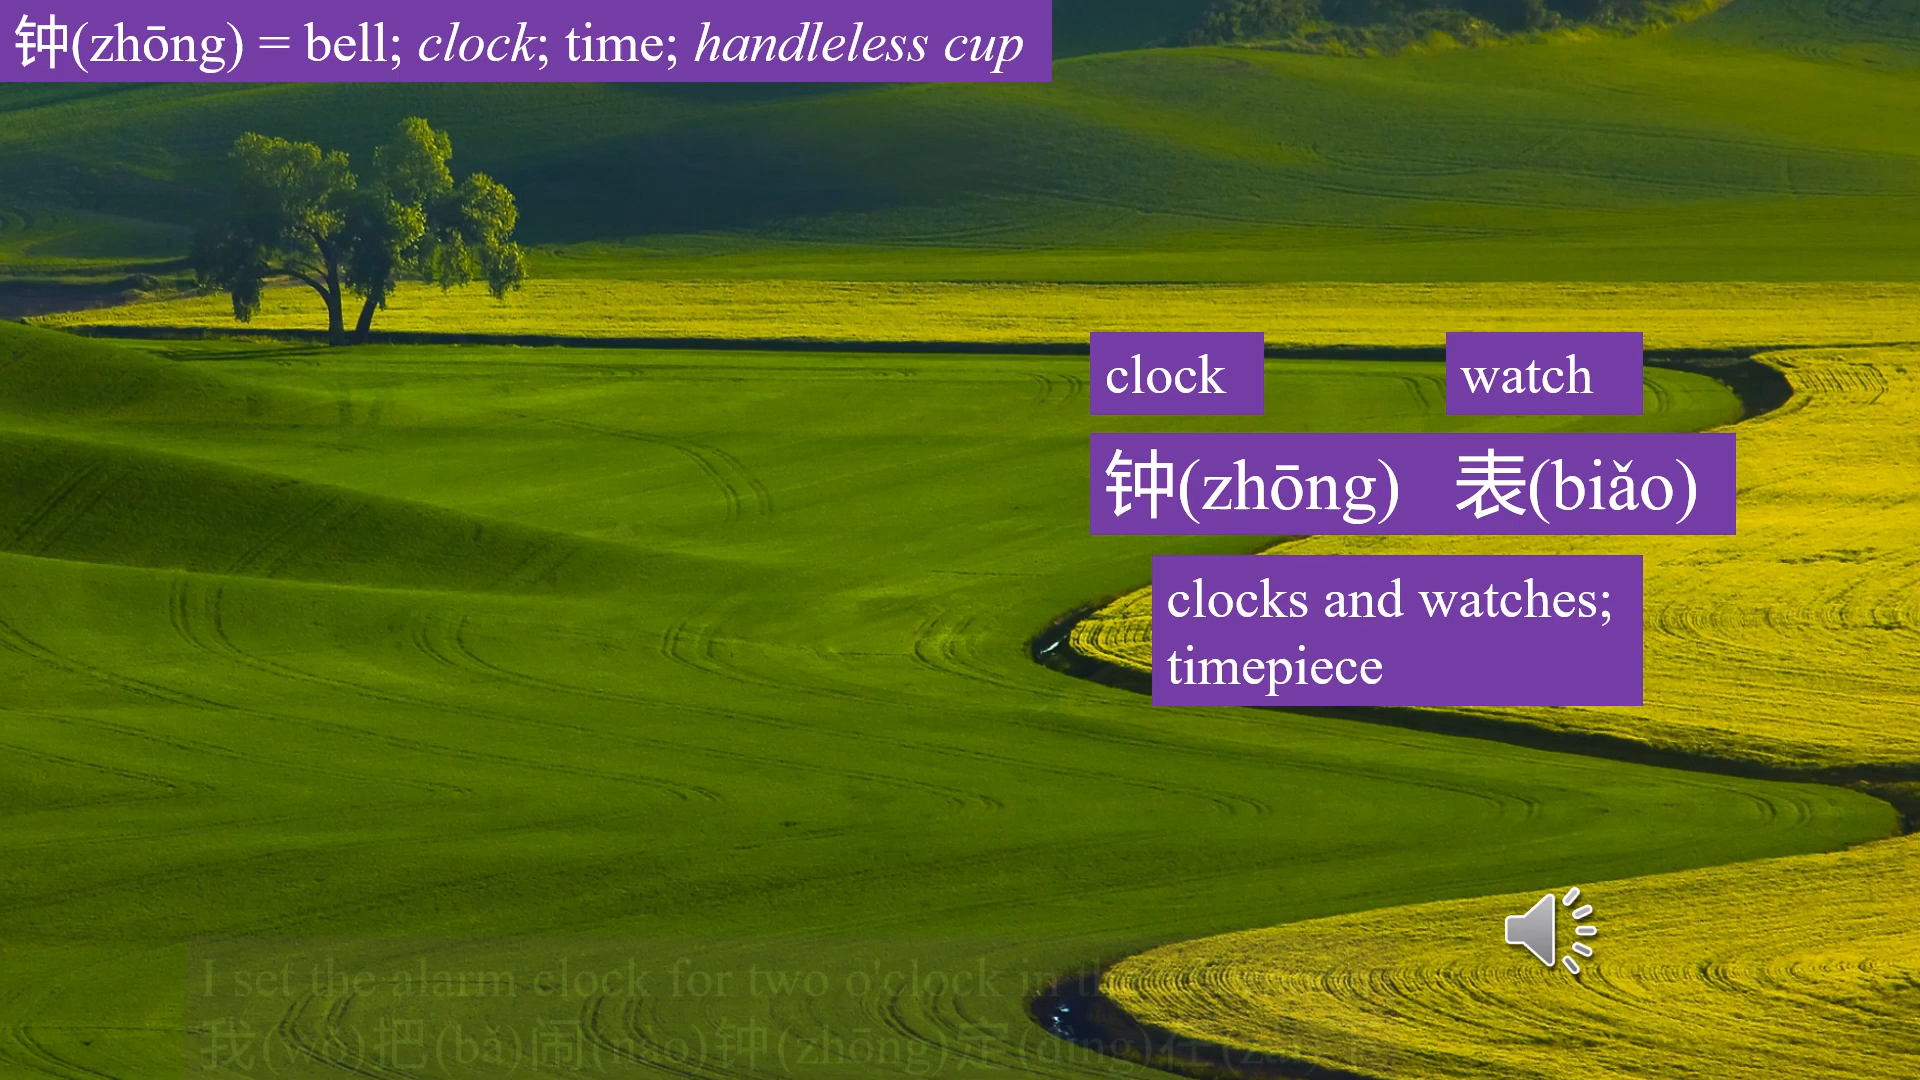 钟(zhōng) = bell; clock; time; handleless cup
clock watch
钟(zhōng) 表(biǎo)
clocks and watches;
timepiece
I set the alarm clock for two o'clock in
我(wǒ)把(bǎ)闹(nào)钟(zhōng)定(dìng)在(zài)